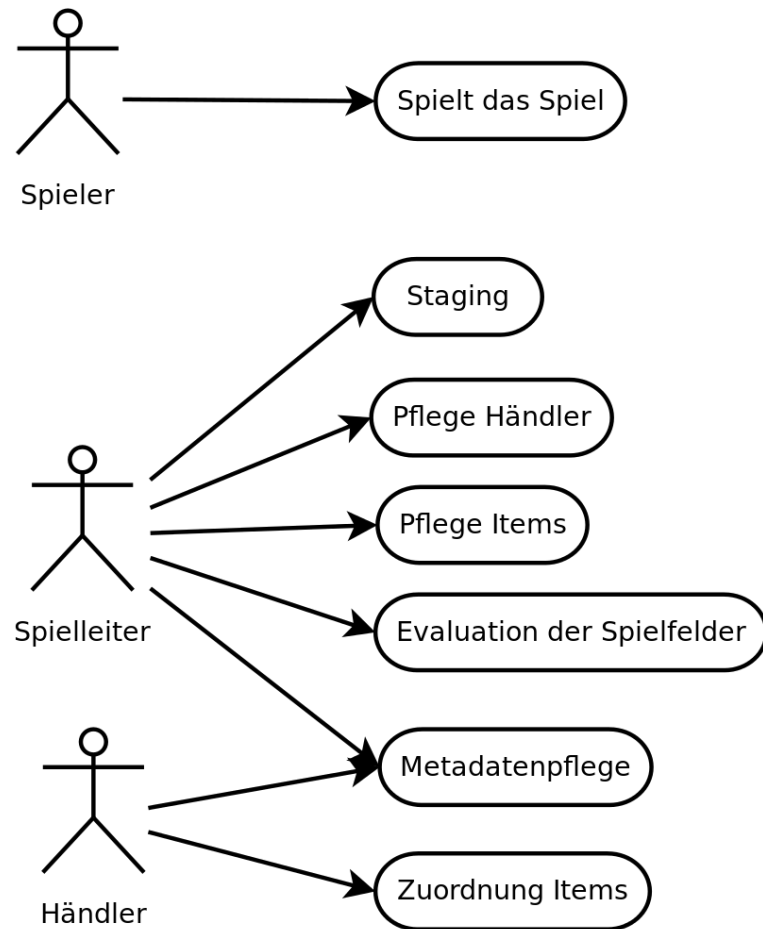 Spielt das Spiel
Spieler
Staging
Pflege Händler
Pflege Items
Spielleiter
Evaluation der Spielfelder
Metadatenpflege
Zuordnung Items
Händler